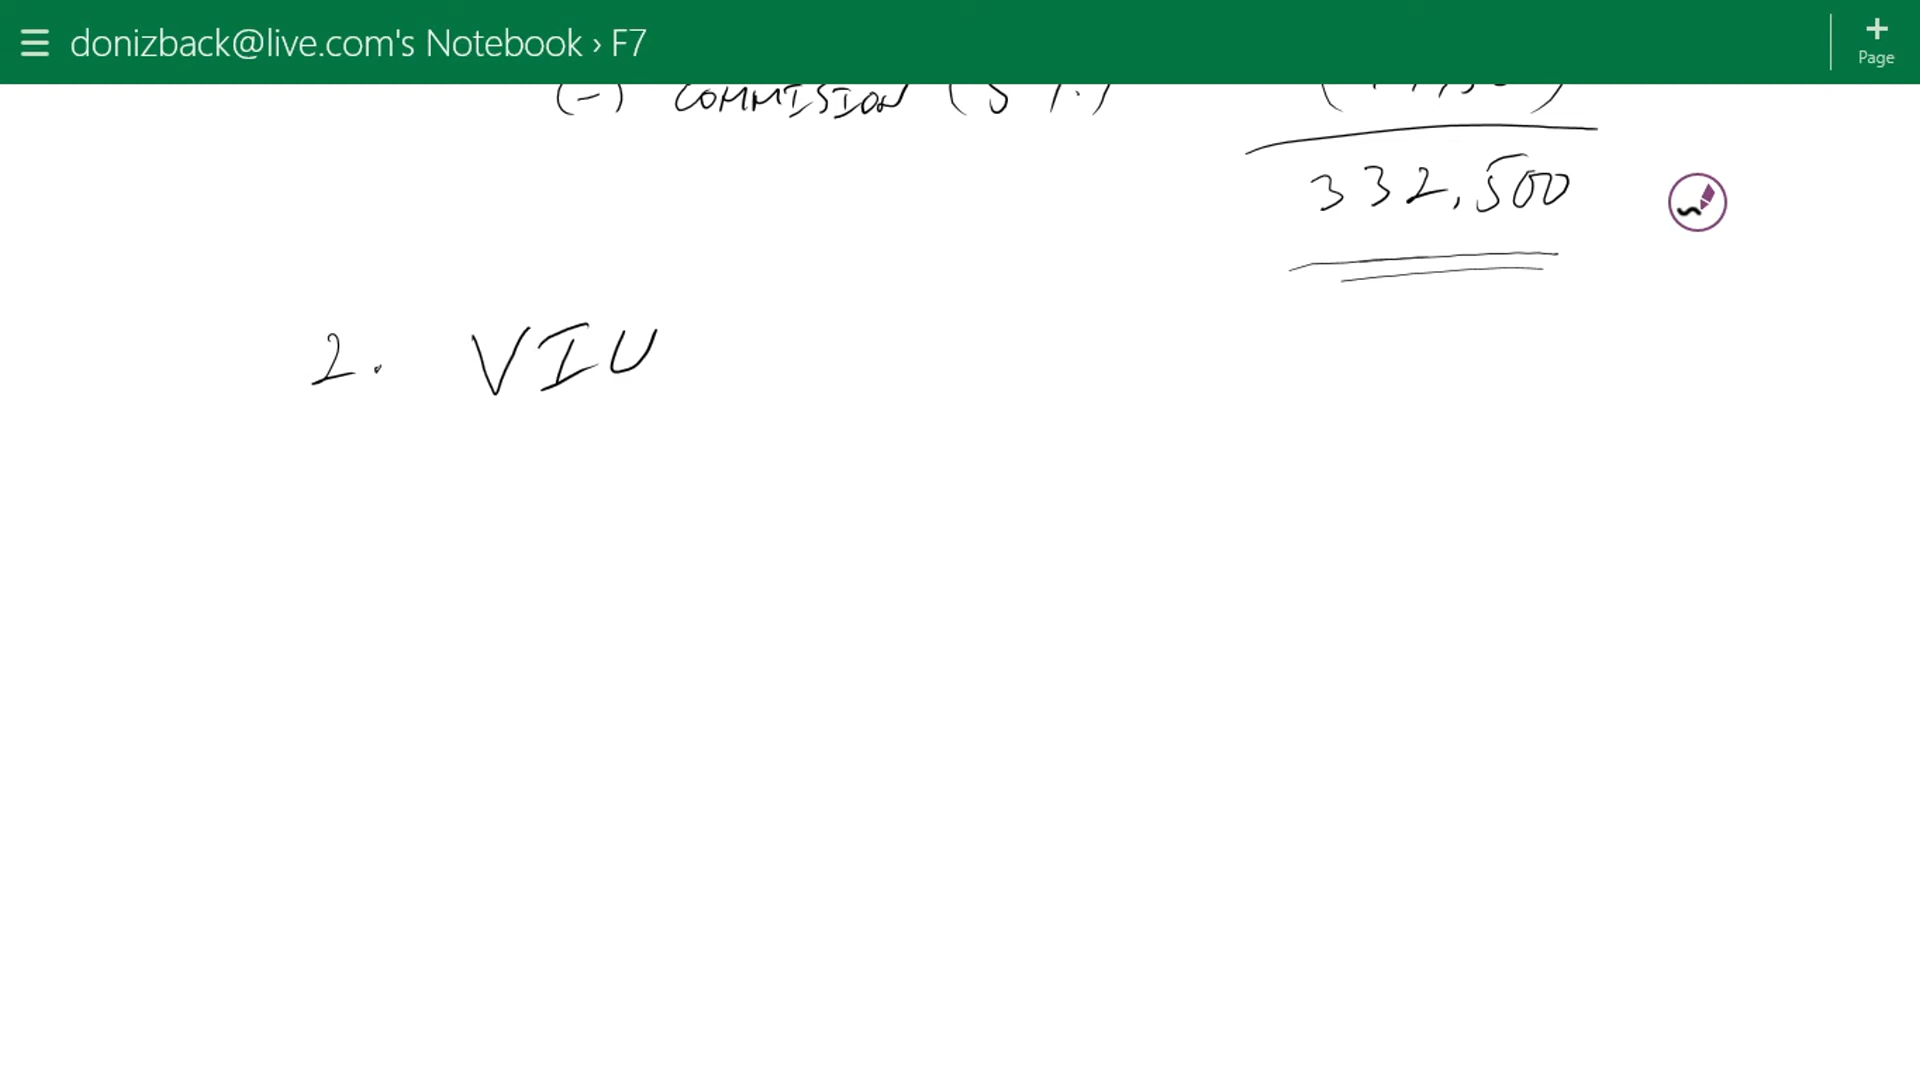 donizback@live.com's Notebook › F7
+
Page
(-) COMMISION (5%)
332,500
2. VIU